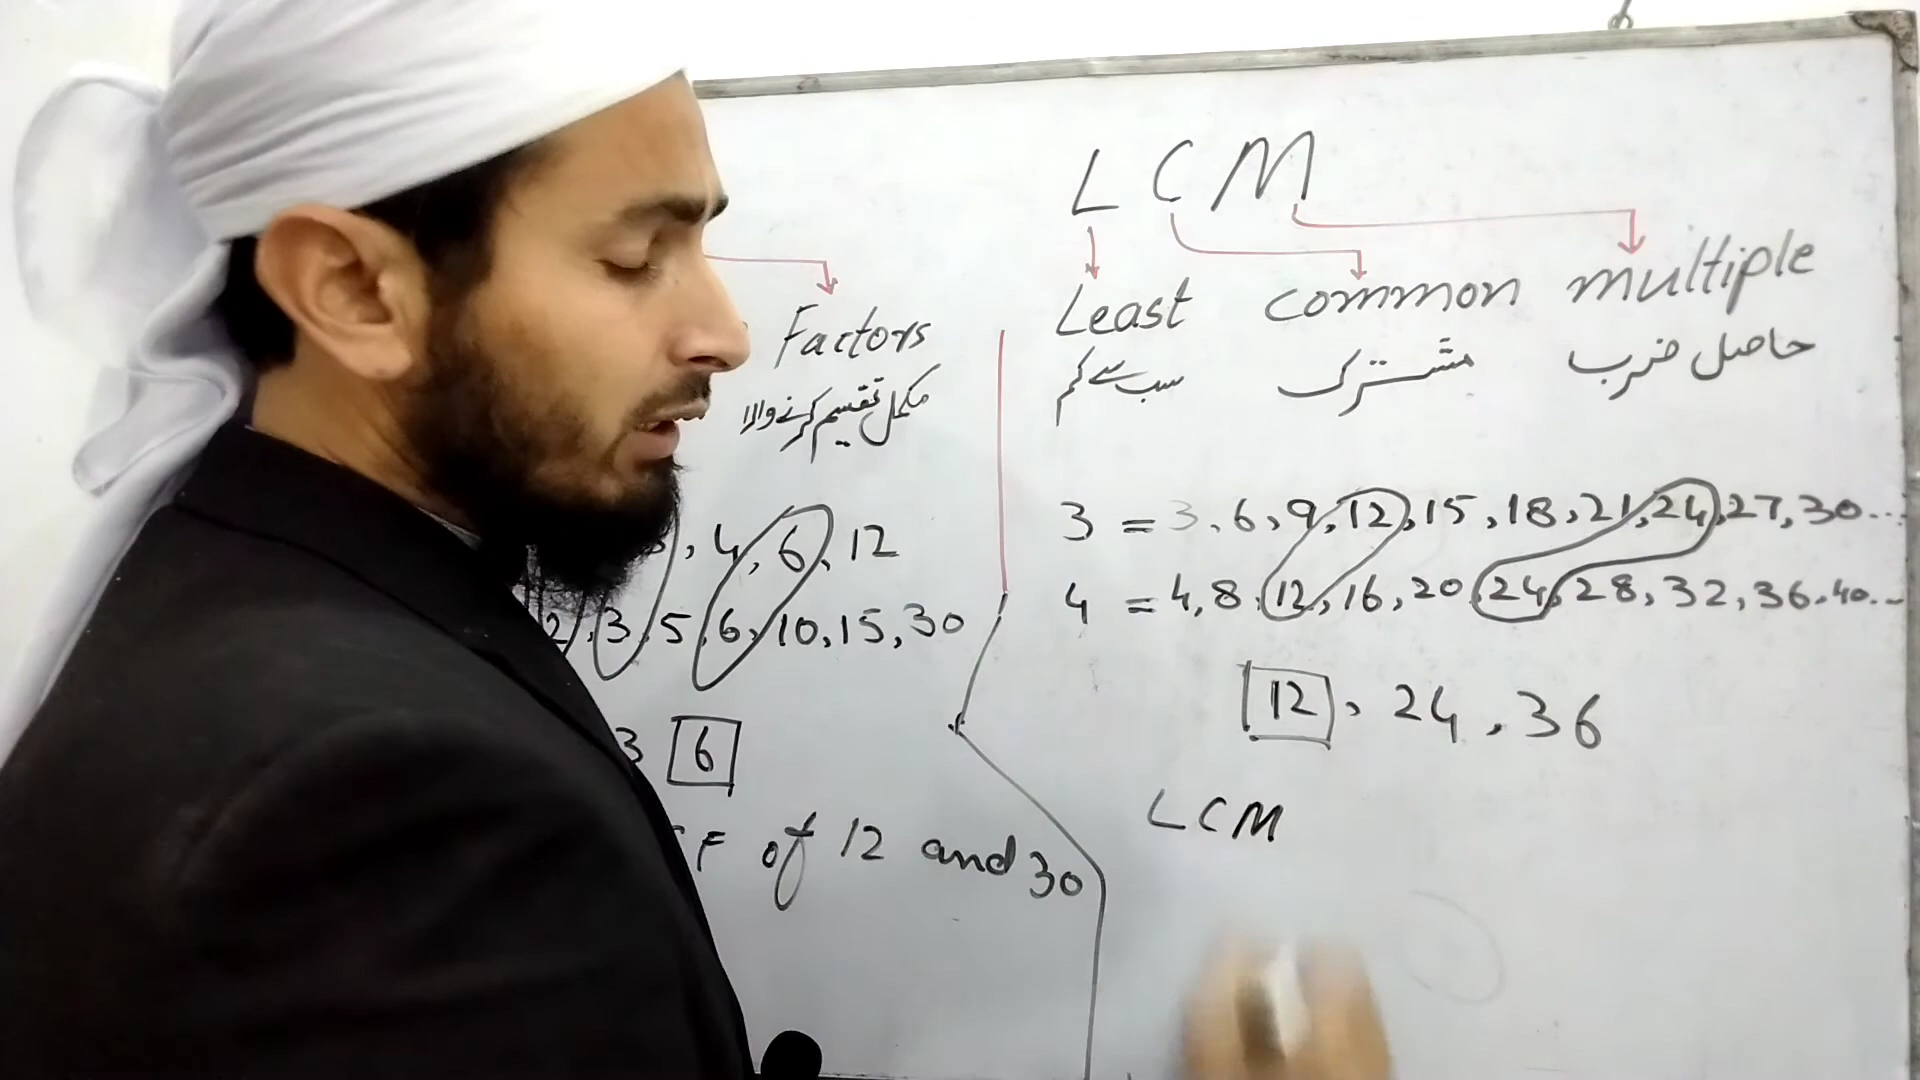 Factors
مکمل تقسیم کرنے والا
, 4, 6, 12
2, 3, 5, 6, 10, 15, 30
3 6
F of 12 and 30
LCM
Least common multiple
سب سے کم مشترک حاصل ضرب
3 = 3, 6, 9, 12, 15, 18, 21, 24, 27, 30...
4 = 4, 8, 12, 16, 20, 24, 28, 32, 36, 40...
12, 24, 36
LCM